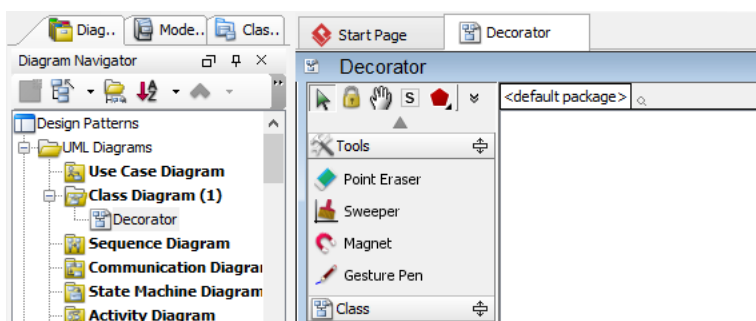 Diag..
Mode..
Clas..
Start Page
Decorator
Diagram Navigator
Decorator
S
<default package>
Design Patterns
UML Diagrams
Use Case Diagram
Class Diagram (1)
Decorator
Sequence Diagram
Communication Diagra
State Machine Diagram
Activity Diagram
Tools
Point Eraser
Sweeper
Magnet
Gesture Pen
Class